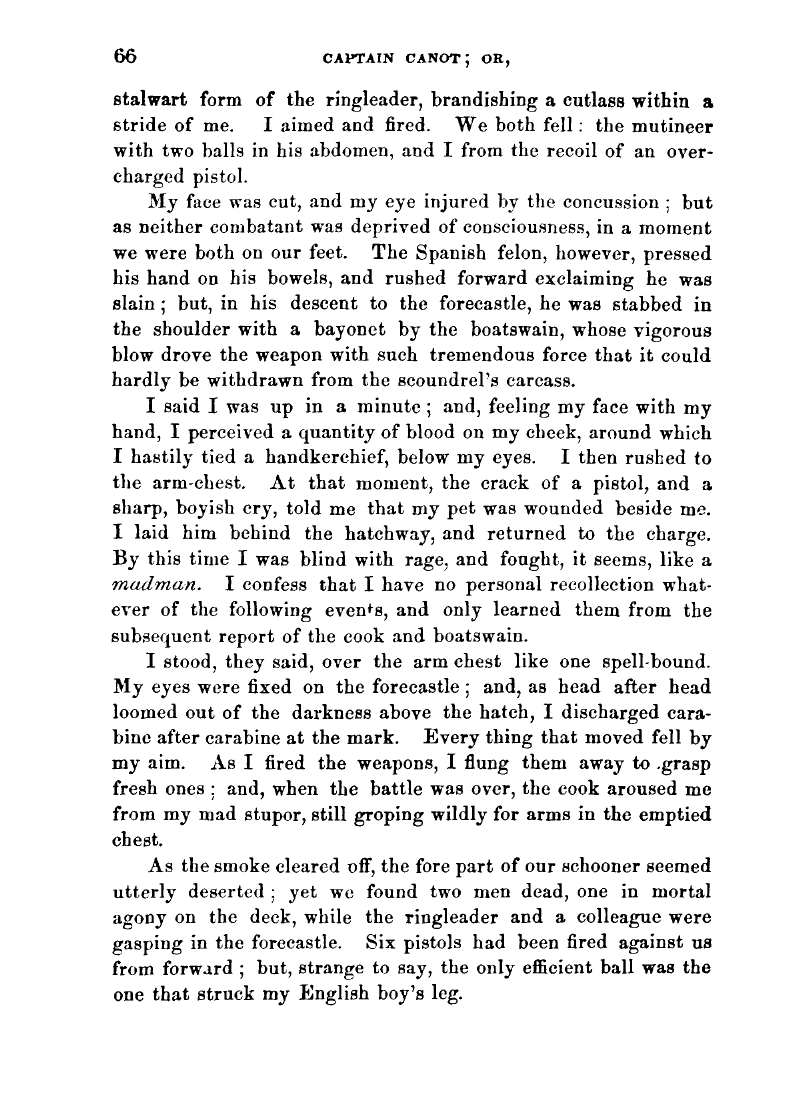 66 CAPTAIN CANOT; OR,
stalwart form of the ringleader, brandishing a cutlass within a
stride of me. I aimed and fired. We both fell: the mutineer
with two balls in his abdomen, and I from the recoil of an over-
charged pistol.
My face was cut, and my eye injured by the concussion; but
as neither combatant was deprived of consciousness, in a moment
we were both on our feet. The Spanish felon, however, pressed
his hand on his bowels, and rushed forward exclaiming he was
slain; but, in his descent to the forecastle, he was stabbed in
the shoulder with a bayonet by the boatswain, whose vigorous
blow drove the weapon with such tremendous force that it could
hardly be withdrawn from the scoundrel's carcass.
I said I was up in a minute; and, feeling my face with my
hand, I perceived a quantity of blood on my cheek, around which
I hastily tied a handkerchief, below my eyes. I then rushed to
the arm-chest. At that moment, the crack of a pistol, and a
sharp, boyish cry, told me that my pet was wounded beside me.
I laid him behind the hatchway, and returned to the charge.
By this time I was blind with rage, and fought, it seems, like a
madman. I confess that I have no personal recollection what-
ever of the following events, and only learned them from the
subsequent report of the cook and boatswain.
I stood, they said, over the arm chest like one spell-bound.
My eyes were fixed on the forecastle; and, as head after head
loomed out of the darkness above the hatch, I discharged cara-
bine after carabine at the mark. Every thing that moved fell by
my aim. As I fired the weapons, I flung them away to grasp
fresh ones; and, when the battle was over, the cook aroused me
from my mad stupor, still groping wildly for arms in the emptied
chest.
As the smoke cleared off, the fore part of our schooner seemed
utterly deserted; yet we found two men dead, one in mortal
agony on the deck, while the ringleader and a colleague were
gasping in the forecastle. Six pistols had been fired against us
from forward; but, strange to say, the only efficient ball was the
one that struck my English boy's leg.